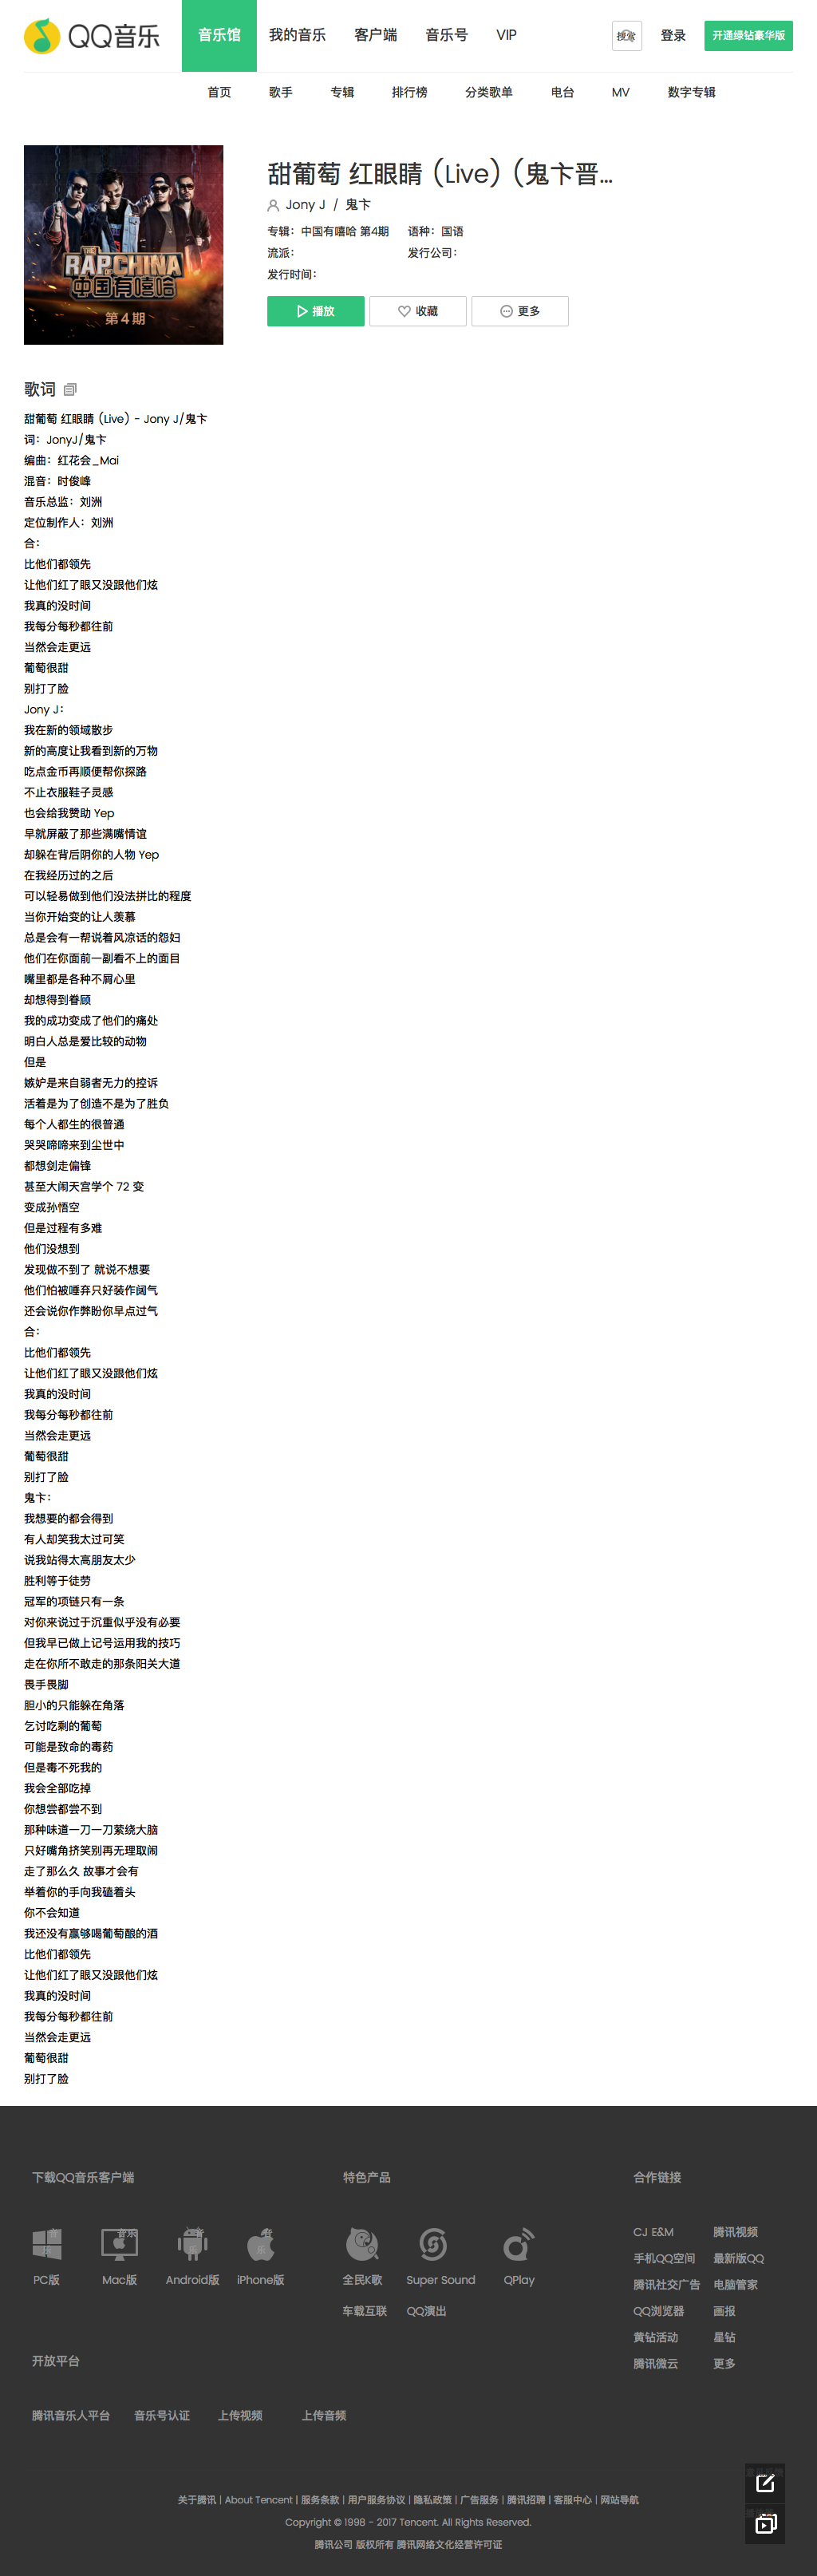 QQ音乐
音乐馆
我的音乐
客户端
音乐号
VIP
登录
开通绿钻豪华版
首页
歌手
专辑
排行榜
分类歌单
电台
MV
数字专辑
THE
RAP OF CHINA
中国有嘻哈
第4期
甜葡萄 红眼睛 (Live) (鬼卞晋...
Jony J / 鬼卞
专辑：中国有嘻哈 第4期 语种：国语
流派： 发行公司：
发行时间：
播放
收藏
更多
歌词
甜葡萄 红眼睛 (Live) - Jony J/鬼卞
词：JonyJ/鬼卞
编曲：红花会_Mai
混音：时俊峰
音乐总监：刘洲
定位制作人：刘洲
合：
比他们都领先
让他们红了眼又没跟他们炫
我真的没时间
我每分每秒都往前
当然会走更远
葡萄很甜
别打了脸
Jony J：
我在新的领域散步
新的高度让我看到新的万物
吃点金币再顺便帮你探路
不止衣服鞋子灵感
也会给我赞助 Yep
早就屏蔽了那些满嘴情谊
却躲在背后阴你的人物 Yep
在我经历过的之后
可以轻易做到他们没法拼比的程度
当你开始变的让人羡慕
总是会有一帮说着风凉话的怨妇
他们在你面前一副看不上的面目
嘴里都是各种不屑心里
却想得到眷顾
我的成功变成了他们的痛处
明白人总是爱比较的动物
但是
嫉妒是来自弱者无力的控诉
活着是为了创造不是为了胜负
每个人都生的很普通
哭哭啼啼来到尘世中
都想剑走偏锋
甚至大闹天宫学个 72 变
变成孙悟空
但是过程有多难
他们没想到
发现做不到了 就说不想要
他们怕被唾弃只好装作阔气
还会说你作弊盼你早点过气
合：
比他们都领先
让他们红了眼又没跟他们炫
我真的没时间
我每分每秒都往前
当然会走更远
葡萄很甜
别打了脸
鬼卞：
我想要的都会得到
有人却笑我太过可笑
说我站得太高朋友太少
胜利等于徒劳
冠军的项链只有一条
对你来说过于沉重似乎没有必要
但我早已做上记号运用我的技巧
走在你所不敢走的那条阳关大道
畏手畏脚
胆小的只能躲在角落
乞讨吃剩的葡萄
可能是致命的毒药
但是毒不死我的
我会全部吃掉
你想尝都尝不到
那种味道一刀一刀萦绕大脑
只好嘴角挤笑别再无理取闹
走了那么久 故事才会有
举着你的手向我磕着头
你不会知道
我还没有赢够喝葡萄酿的酒
比他们都领先
让他们红了眼又没跟他们炫
我真的没时间
我每分每秒都往前
当然会走更远
葡萄很甜
别打了脸
下载QQ音乐客户端
PC版
Mac版
Android版
iPhone版
特色产品
全民K歌
Super Sound
QPlay
车载互联
QQ演出
合作链接
CJ E&M 腾讯视频
手机QQ空间 最新版QQ
腾讯社交广告 电脑管家
QQ浏览器 画报
黄钻活动 星钻
腾讯微云 更多
开放平台
腾讯音乐人平台
音乐号认证
上传视频
上传音频
关于腾讯 | About Tencent | 服务条款 | 用户服务协议 | 隐私政策 | 广告服务 | 腾讯招聘 | 客服中心 | 网站导航
Copyright © 1998 - 2017 Tencent. All Rights Reserved.
腾讯公司 版权所有 腾讯网络文化经营许可证